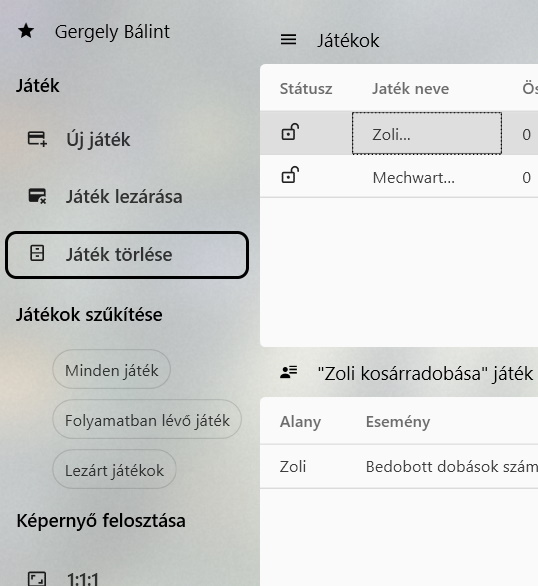 Gergely Bálint
Játék
Új játék
Játék lezárása
Játék törlése
Játékok szűkítése
Minden játék
Folyamatban lévő játék
Lezárt játékok
Képernyő felosztása
1:1:1
Játékok
Státusz Jaték neve
Zoli... 0
Mechwart... 0
"Zoli kosárradobása" játék
Alany Esemény
Zoli Bedobott dobások szám